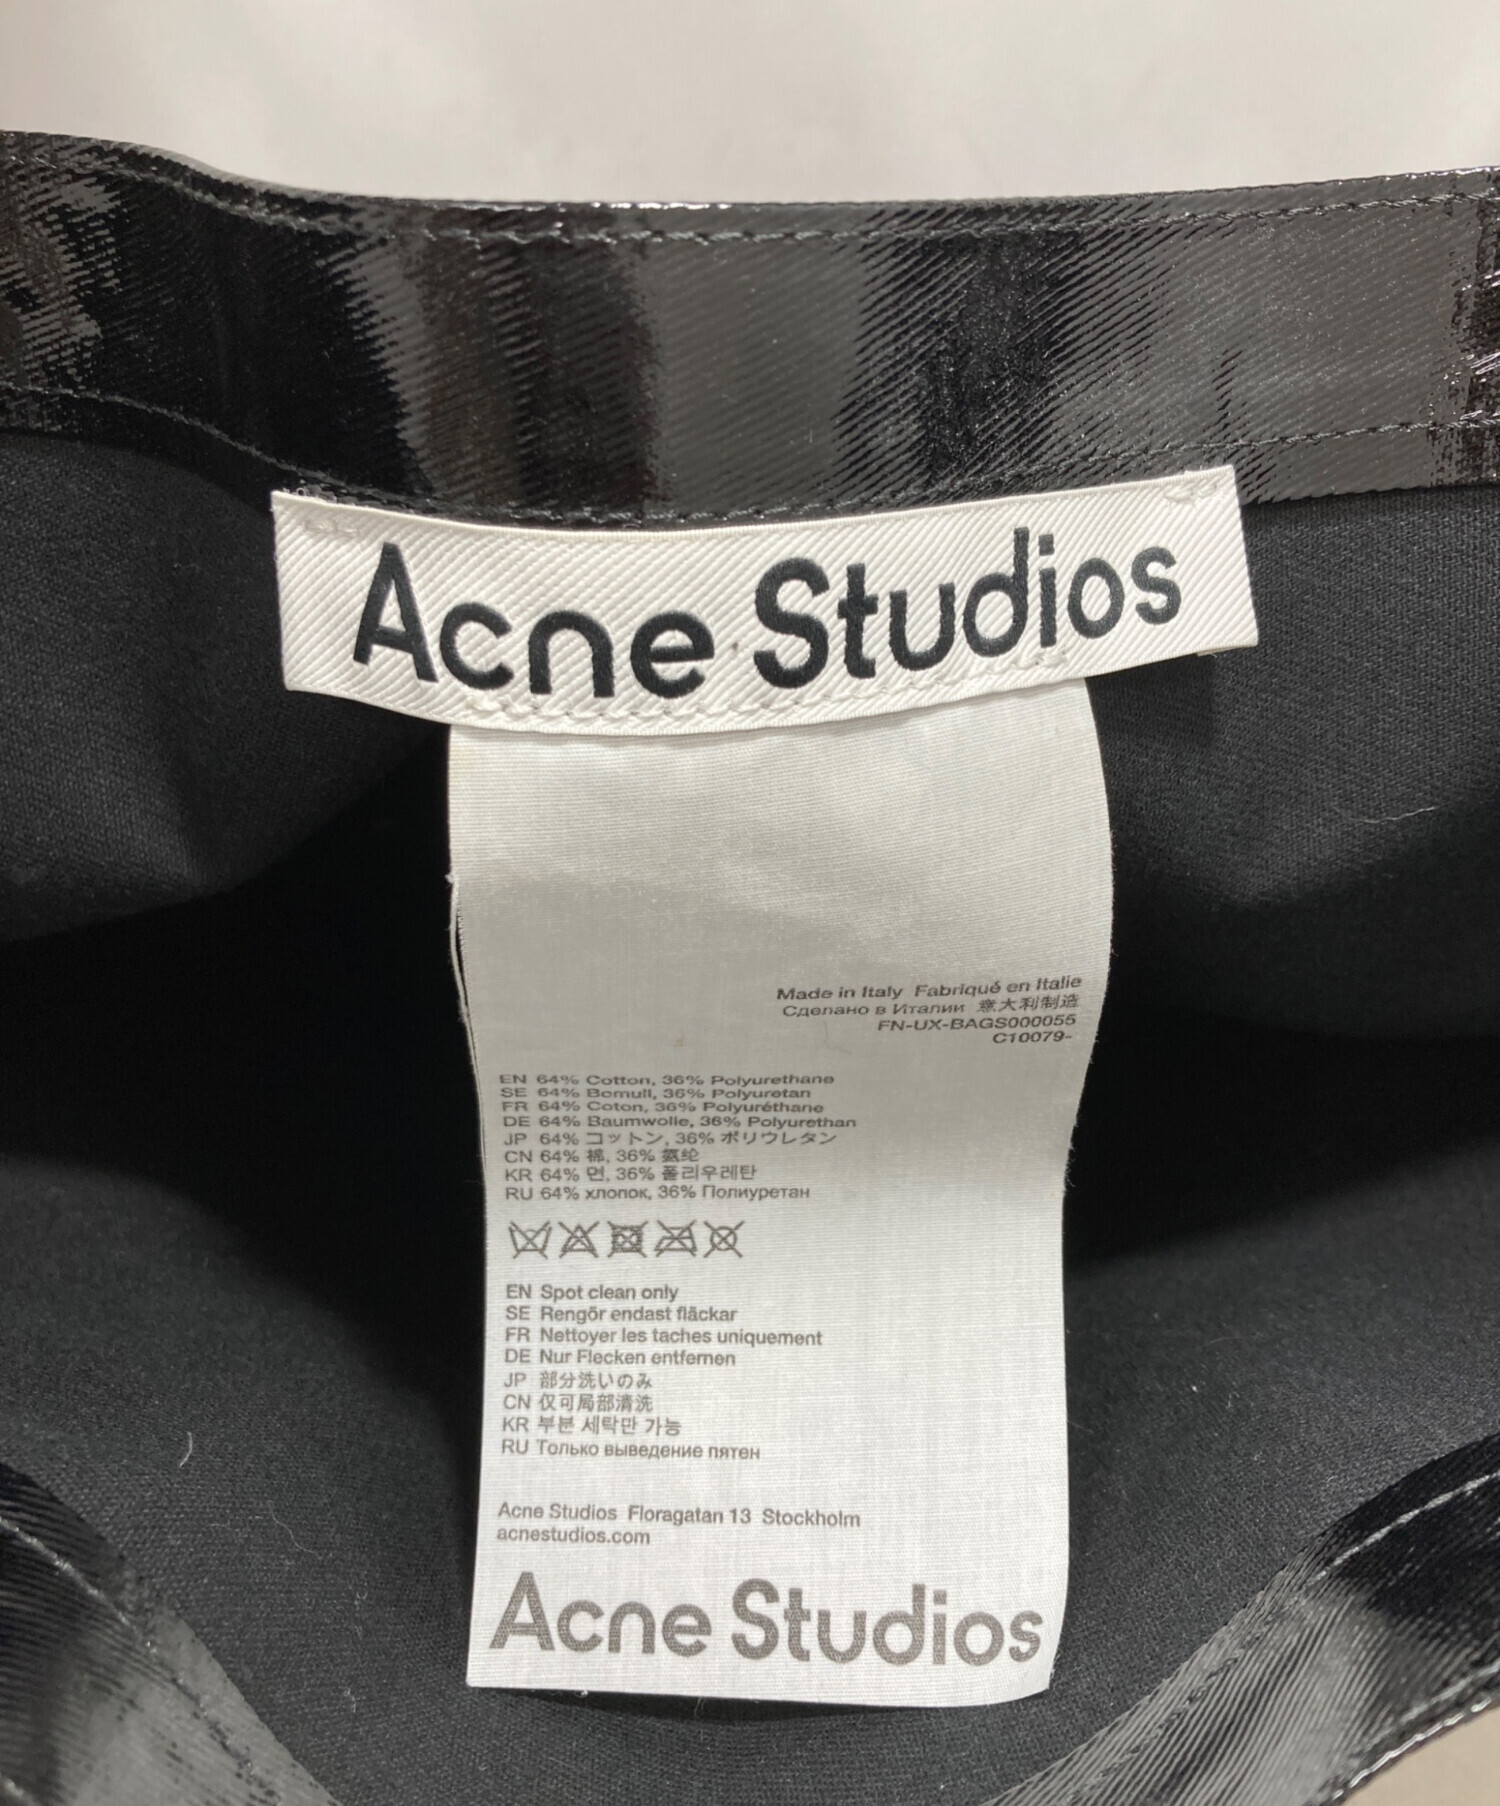 Acne Studios
Made in Italy Fabriqué en Italie
Сделано в Италии 意大利制造
FN-UX-BAGS000055
C10079-
EN 64% Cotton, 36% Polyurethane
SE 64% Bomull, 36% Polyuretan
FR 64% Coton, 36% Polyuréthane
DE 64% Baumwolle, 36% Polyurethan
JP 64% コットン, 36% ポリウレタン
CN 64% 棉, 36% 氨纶
KR 64% 면, 36% 폴리우레탄
RU 64% хлопок, 36% Полиуретан
EN Spot clean only
SE Rengör endast fläckar
FR Nettoyer les taches uniquement
DE Nur Flecken entfernen
JP 部分洗いのみ
CN 仅可局部清洗
KR 부분 세탁만 가능
RU Только выведение пятен
Acne Studios Floragatan 13 Stockholm
acnestudios.com
Acne Studios